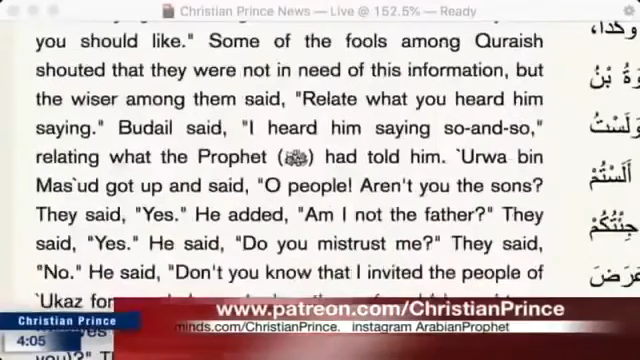 Christian Prince News — Live @ 152.5% — Ready
you should like." Some of the fools among Quraish
shouted that they were not in need of this information, but
the wiser among them said, "Relate what you heard him
saying." Budail said, "I heard him saying so-and-so,"
relating what the Prophet (ﷺ) had told him. `Urwa bin
Mas`ud got up and said, "O people! Aren't you the sons?
They said, "Yes." He added, "Am I not the father?" They
said, "Yes." He said, "Do you mistrust me?" They said,
"No." He said, "Don't you know that I invited the people of
`Ukaz for
وَكَذَا،
وَةُ بْنُ
وَلَسْتُ
أَلَسْتُمْ
جِئْتُكُمْ
عَرَضَ
www.patreon.com/ChristianPrince
Christian Prince
minds.com/ChristianPrince. instagram ArabianProphet
4:05
you)?"